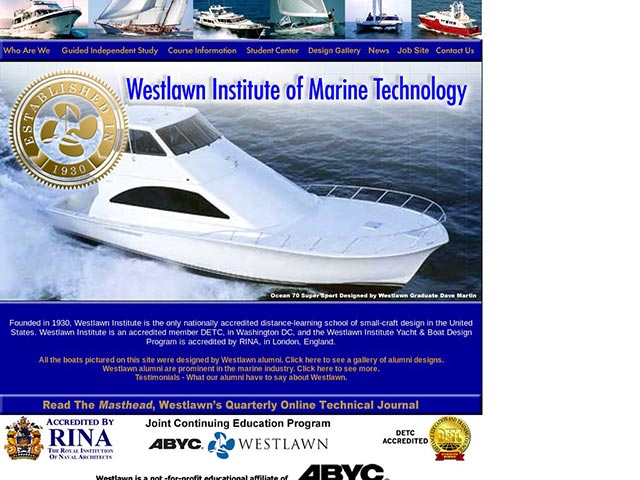 Who Are We Guided Independent Study Course Information Student Center Design Gallery News Job Site Contact Us
Westlawn Institute of Marine Technology
ESTABLISHED IN
1930
Ocean 70 Super Sport Designed by Westlawn Graduate Dave Martin
Founded in 1930, Westlawn Institute is the only nationally accredited distance-learning school of small-craft design in the United
States. Westlawn Institute is an accredited member DETC, in Washington DC, and the Westlawn Institute Yacht & Boat Design
Program is accredited by RINA, in London, England.
All the boats pictured on this site were designed by Westlawn alumni. Click here to see a gallery of alumni designs.
Westlawn alumni are prominent in the marine industry. Click here to see more.
Testimonials - What our alumni have to say about Westlawn.
Read The Masthead, Westlawn's Quarterly Online Technical Journal
ACCREDITED BY
RINA
THE ROYAL INSTITUTION
OF NAVAL ARCHITECTS
Joint Continuing Education Program
ABYC WESTLAWN
DETC
ACCREDITED
DETC
Westlawn is a not -for-profit educational affiliate of
ABYC